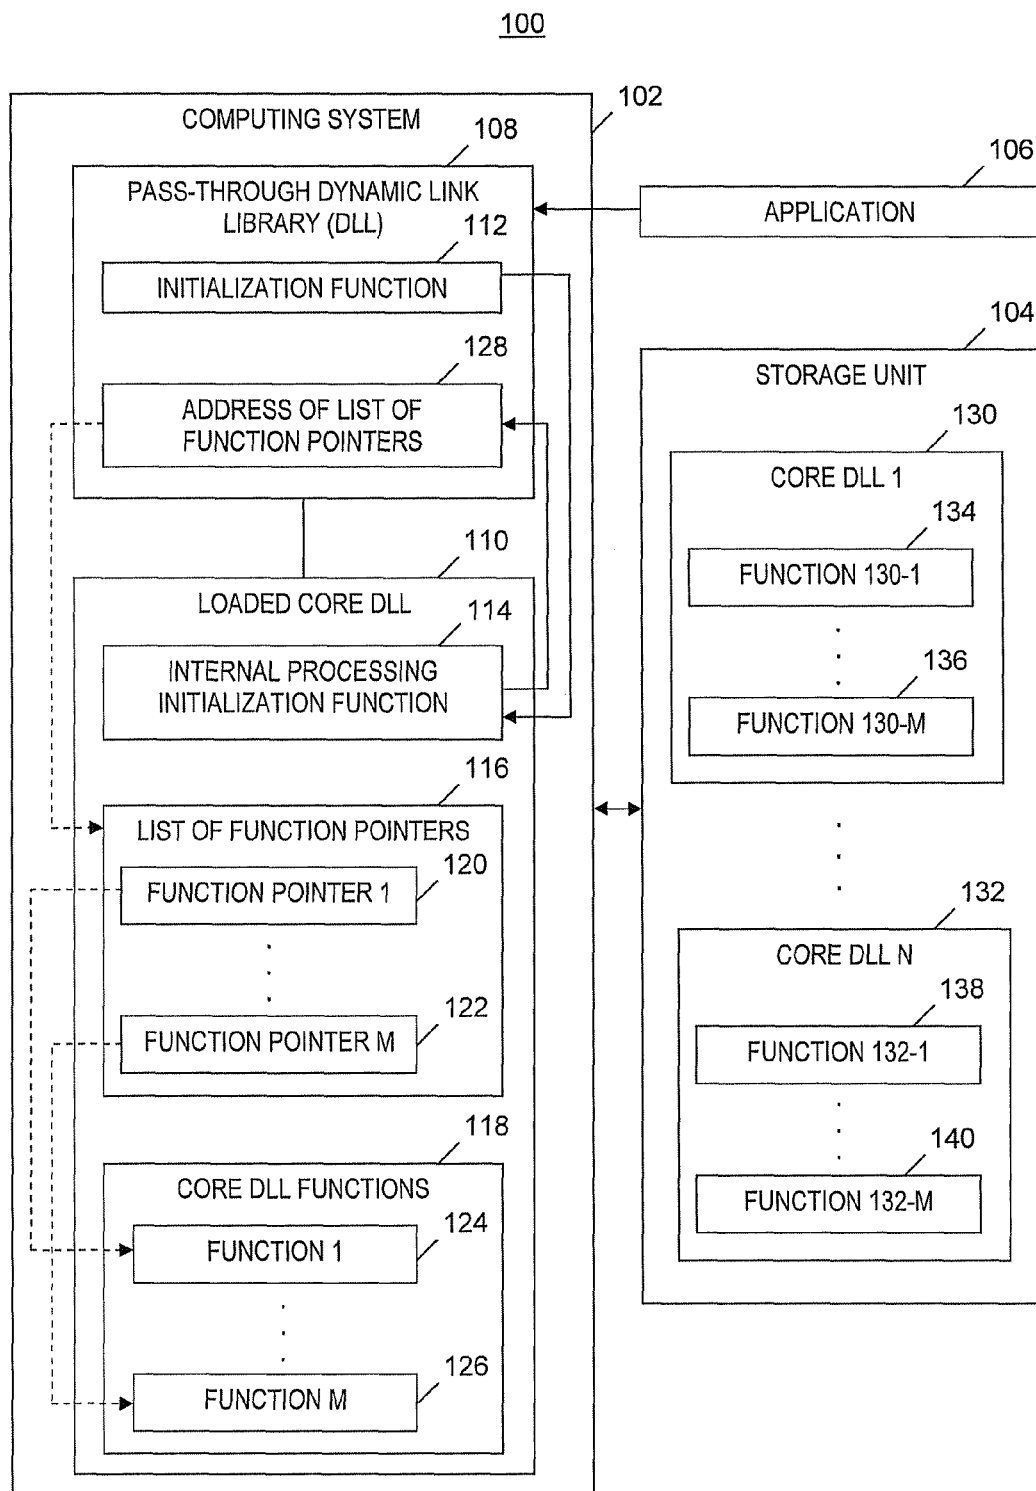 100
102
COMPUTING SYSTEM
108
PASS-THROUGH DYNAMIC LINK
LIBRARY (DLL)
112
INITIALIZATION FUNCTION
128
ADDRESS OF LIST OF
FUNCTION POINTERS
110
LOADED CORE DLL
114
INTERNAL PROCESSING
INITIALIZATION FUNCTION
116
LIST OF FUNCTION POINTERS
120
FUNCTION POINTER 1
122
FUNCTION POINTER M
118
CORE DLL FUNCTIONS
124
FUNCTION 1
126
FUNCTION M
106
APPLICATION
104
STORAGE UNIT
130
CORE DLL 1
134
FUNCTION 130-1
136
FUNCTION 130-M
132
CORE DLL N
138
FUNCTION 132-1
140
FUNCTION 132-M